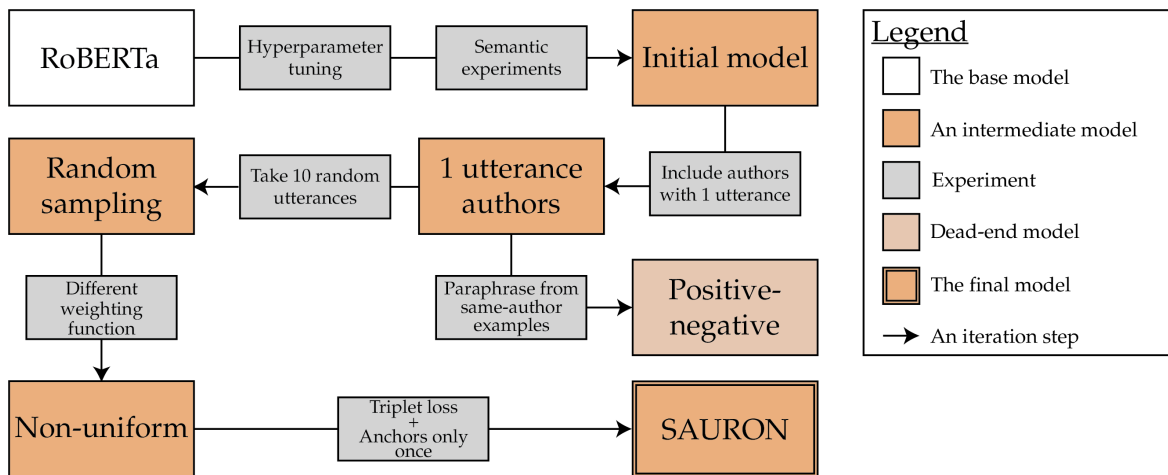 RoBERTa
Hyperparameter
tuning
Semantic
experiments
Initial model
Random
sampling
Take 10 random
utterances
1 utterance
authors
Include authors
with 1 utterance
Different
weighting
function
Paraphrase from
same-author
examples
Positive-
negative
Non-uniform
Triplet loss
+
Anchors only
once
SAURON
Legend
The base model
An intermediate model
Experiment
Dead-end model
The final model
An iteration step